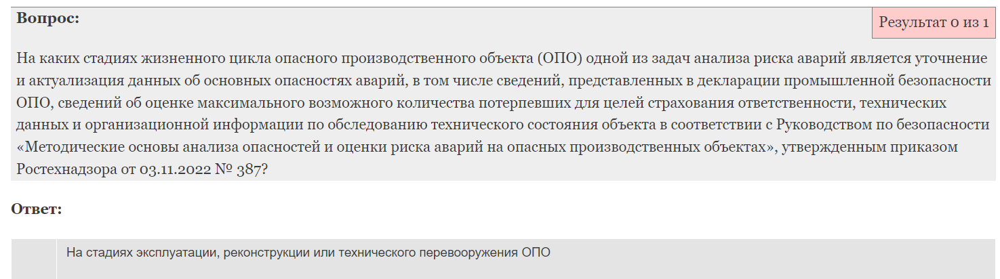 Вопрос:
Результат 0 из 1
На каких стадиях жизненного цикла опасного производственного объекта (ОПО) одной из задач анализа риска аварий является уточнение
и актуализация данных об основных опасностях аварий, в том числе сведений, представленных в декларации промышленной безопасности
ОПО, сведений об оценке максимального возможного количества потерпевших для целей страхования ответственности, технических
данных и организационной информации по обследованию технического состояния объекта в соответствии с Руководством по безопасности
«Методические основы анализа опасностей и оценки риска аварий на опасных производственных объектах», утвержденным приказом
Ростехнадзора от 03.11.2022 № 387?
Ответ:
На стадиях эксплуатации, реконструкции или технического перевооружения ОПО